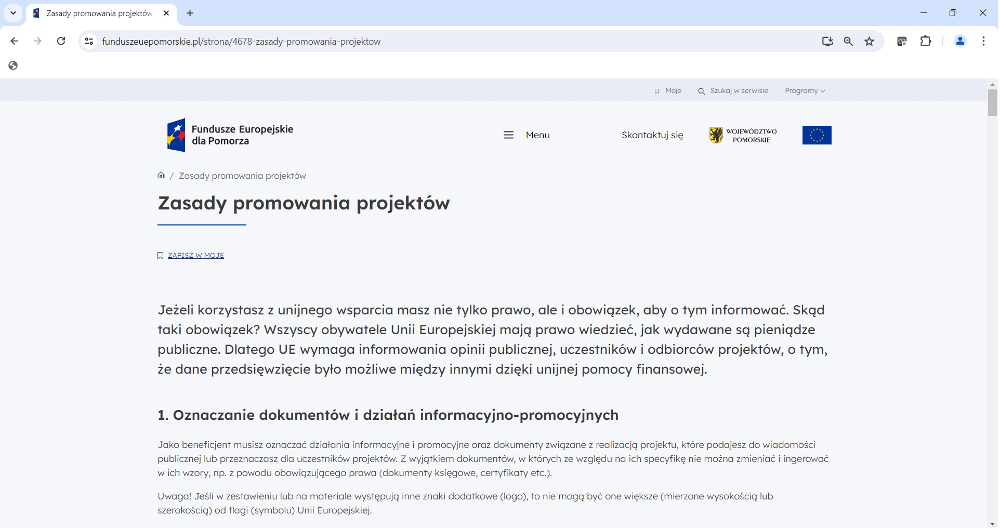 Zasady promowania projektów
funduszeuepomorskie.pl/strona/4678-zasady-promowania-projektow
Moje
Szukaj w serwisie
Programy
Fundusze Europejskie
dla Pomorza
Menu
Skontaktuj się
WOJEWÓDZTWO
POMORSKIE
/ Zasady promowania projektów
Zasady promowania projektów
ZAPISZ W MOJE
Jeżeli korzystasz z unijnego wsparcia masz nie tylko prawo, ale i obowiązek, aby o tym informować. Skąd
taki obowiązek? Wszyscy obywatele Unii Europejskiej mają prawo wiedzieć, jak wydawane są pieniądze
publiczne. Dlatego UE wymaga informowania opinii publicznej, uczestników i odbiorców projektów, o tym,
że dane przedsięwzięcie było możliwe między innymi dzięki unijnej pomocy finansowej.
1. Oznaczanie dokumentów i działań informacyjno-promocyjnych
Jako beneficjent musisz oznaczać działania informacyjne i promocyjne oraz dokumenty związane z realizacją projektu, które podajesz do wiadomości
publicznej lub przeznaczasz dla uczestników projektów. Z wyjątkiem dokumentów, w których ze względu na ich specyfikę nie można zmieniać i ingerować
w ich wzory, np. z powodu obowiązującego prawa (dokumenty księgowe, certyfikaty etc.).
Uwaga! Jeśli w zestawieniu lub na materiale występują inne znaki dodatkowe (logo), to nie mogą być one większe (mierzone wysokością lub
szerokością) od flagi (symbolu) Unii Europejskiej.